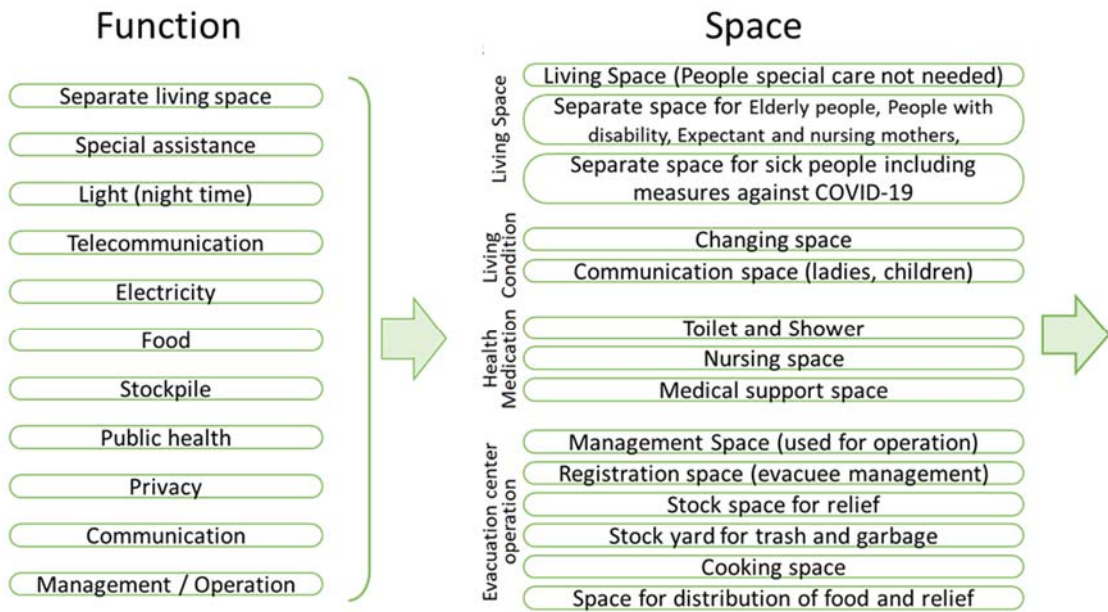 Function
Separate living space
Special assistance
Light (night time)
Telecommunication
Electricity
Food
Stockpile
Public health
Privacy
Communication
Management / Operation
Space
Living Space
Living Space (People special care not needed)
Separate space for Elderly people, People with
disability, Expectant and nursing mothers,
Separate space for sick people including
measures against COVID-19
Living
Condition
Changing space
Communication space (ladies, children)
Health
Medication
Toilet and Shower
Nursing space
Medical support space
Evacuation center
operation
Management Space (used for operation)
Registration space (evacuee management)
Stock space for relief
Stock yard for trash and garbage
Cooking space
Space for distribution of food and relief